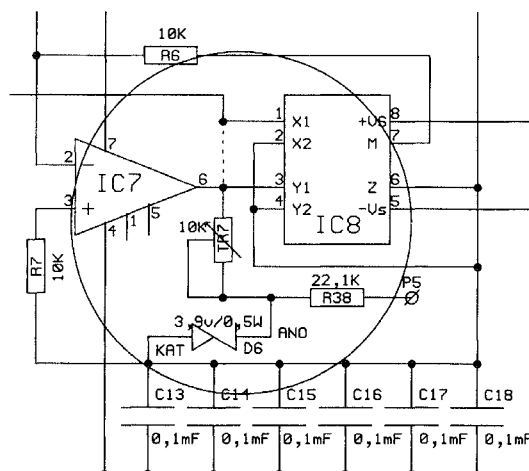 10K
R6
1
X1
+Vs
8
2
X2
M
7
7
2
−
IC7
6
3
Y1
Z
6
3
+
4
Y2
−Vs
5
IC8
4
1
5
10K
TR7
R7
10K
22,1K
P5
R38
3,9v/0,5W
ANO
KAT
D6
C13
C14
C15
C16
C17
C18
0,1mF
0,1mF
0,1mF
0,1mF
0,1mF
0,1mF